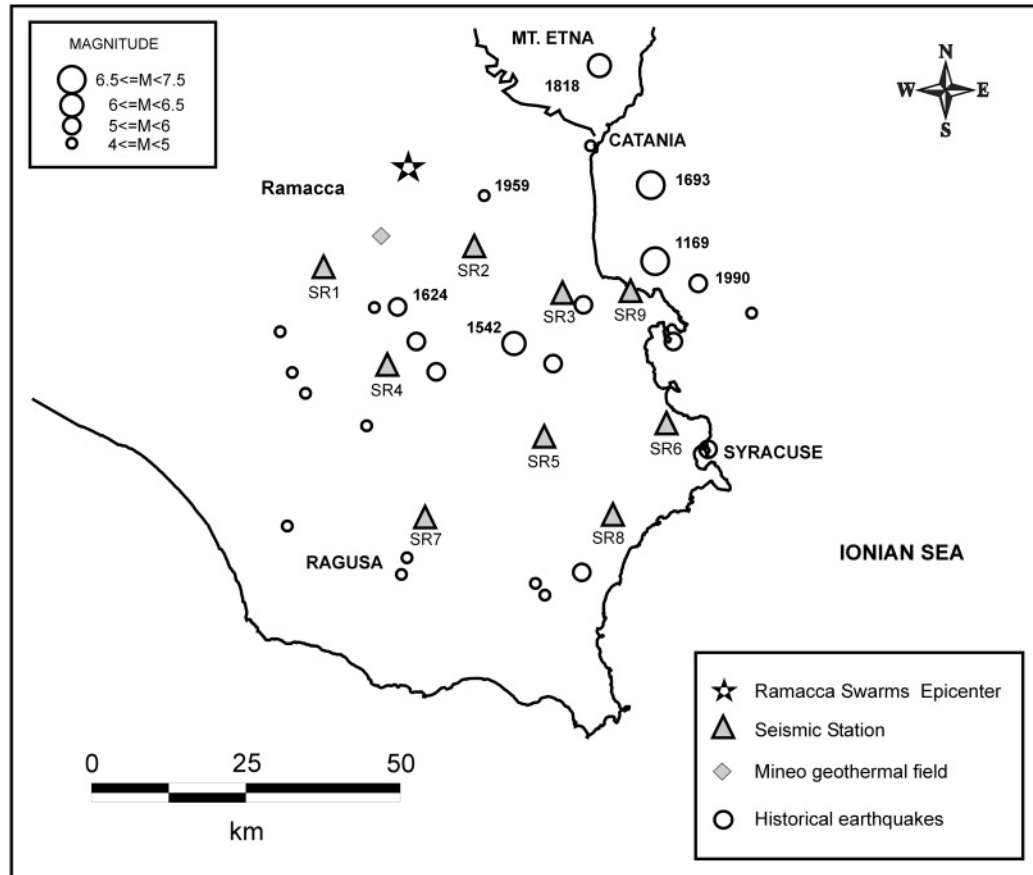 MAGNITUDE
6.5<=M<7.5
6<=M<6.5
5<=M<6
4<=M<5
MT. ETNA
1818
N
W E
S
CATANIA
Ramacca
1959
1693
1169
SR2
1990
SR1
1624
SR3
SR9
1542
SR4
SR6
SYRACUSE
SR5
SR7
SR8
RAGUSA
IONIAN SEA
Ramacca Swarms Epicenter
Seismic Station
Mineo geothermal field
Historical earthquakes
0 25 50
km